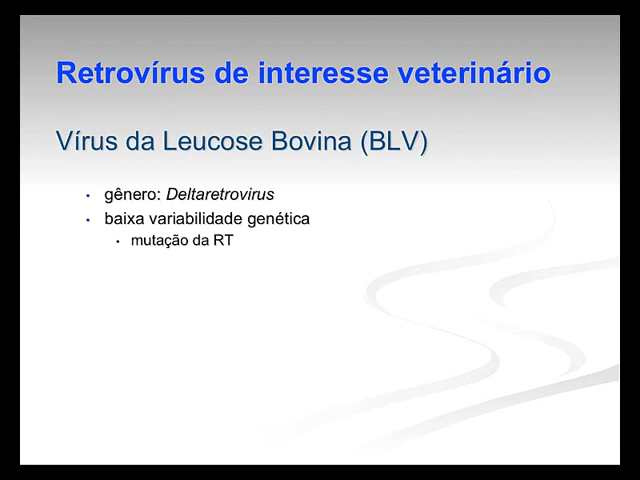 Retrovírus de interesse veterinário
Vírus da Leucose Bovina (BLV)
• gênero: Deltaretrovirus
• baixa variabilidade genética
• mutação da RT